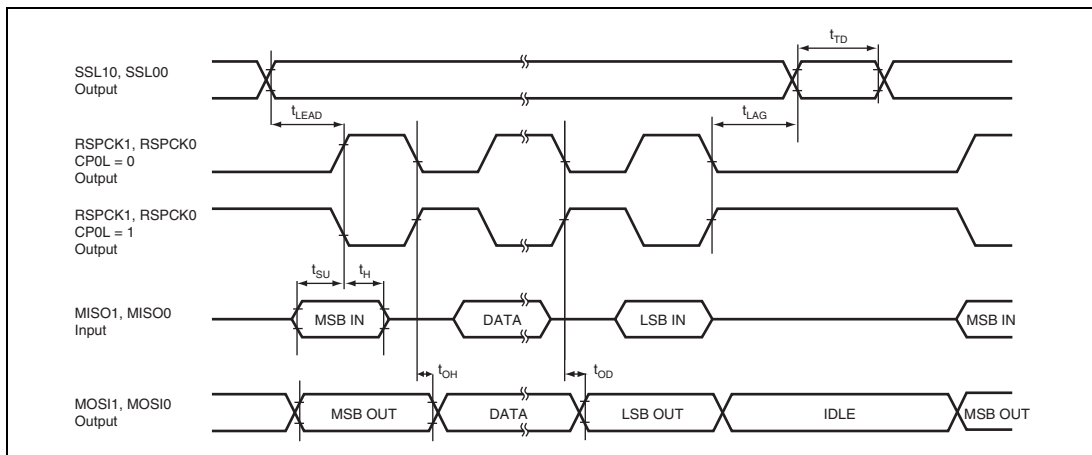 SSL10, SSL00
Output
tTD
tLEAD
tLAG
RSPCK1, RSPCK0
CP0L = 0
Output
RSPCK1, RSPCK0
CP0L = 1
Output
tSU
tH
MISO1, MISO0
Input
MSB IN
DATA
LSB IN
MSB IN
tOH
tOD
MOSI1, MOSI0
Output
MSB OUT
DATA
LSB OUT
IDLE
MSB OUT